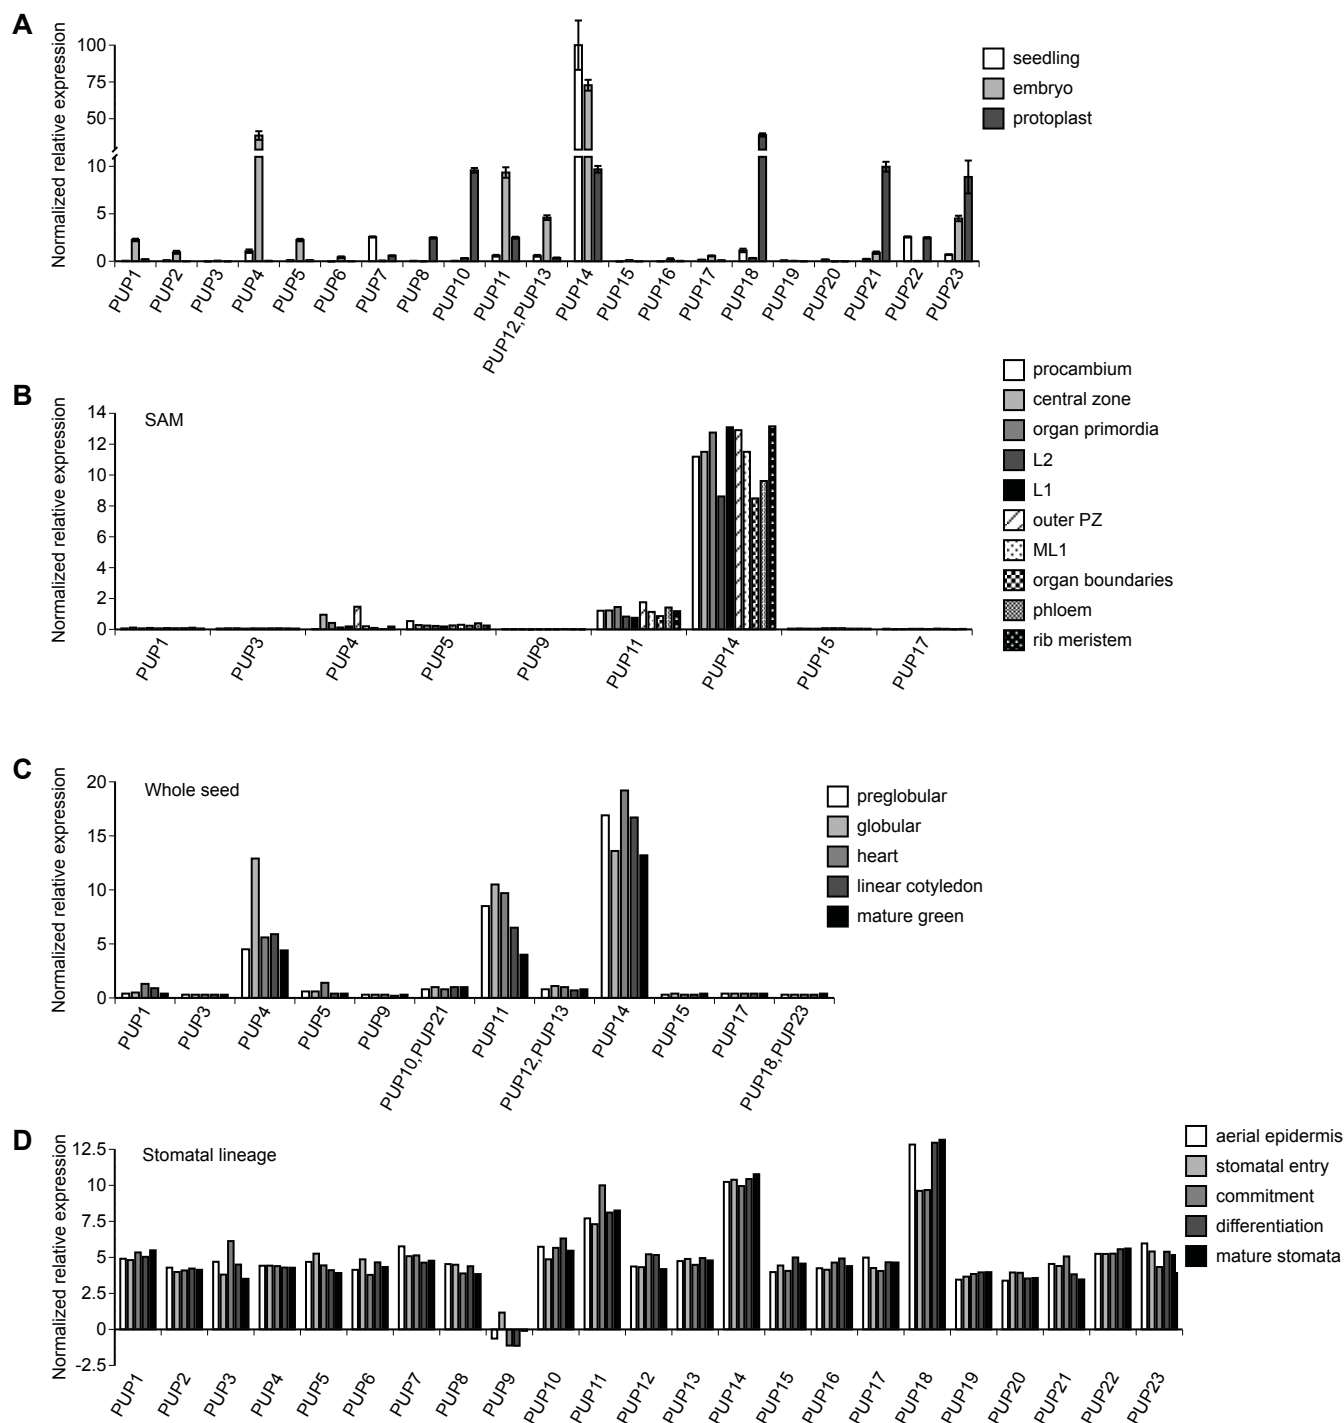 A
Normalized relative expression
100
75
50
10
5
0
PUP1
PUP2
PUP3
PUP4
PUP5
PUP6
PUP7
PUP8
PUP10
PUP11
PUP12,PUP13
PUP14
PUP15
PUP16
PUP17
PUP18
PUP19
PUP20
PUP21
PUP22
PUP23
seedling
embryo
protoplast
B
SAM
Normalized relative expression
14
12
10
8
6
4
2
0
PUP1
PUP3
PUP4
PUP5
PUP9
PUP11
PUP14
PUP15
PUP17
procambium
central zone
organ primordia
L2
L1
outer PZ
ML1
organ boundaries
phloem
rib meristem
C
Whole seed
Normalized relative expression
20
15
10
5
0
PUP1
PUP3
PUP4
PUP5
PUP9
PUP10,PUP21
PUP11
PUP12,PUP13
PUP14
PUP15
PUP17
PUP18,PUP23
preglobular
globular
heart
linear cotyledon
mature green
D
Stomatal lineage
Normalized relative expression
12.5
10
7.5
5
2.5
0
-2.5
PUP1
PUP2
PUP3
PUP4
PUP5
PUP6
PUP7
PUP8
PUP9
PUP10
PUP11
PUP12
PUP13
PUP14
PUP15
PUP16
PUP17
PUP18
PUP19
PUP20
PUP21
PUP22
PUP23
aerial epidermis
stomatal entry
commitment
differentiation
mature stomata